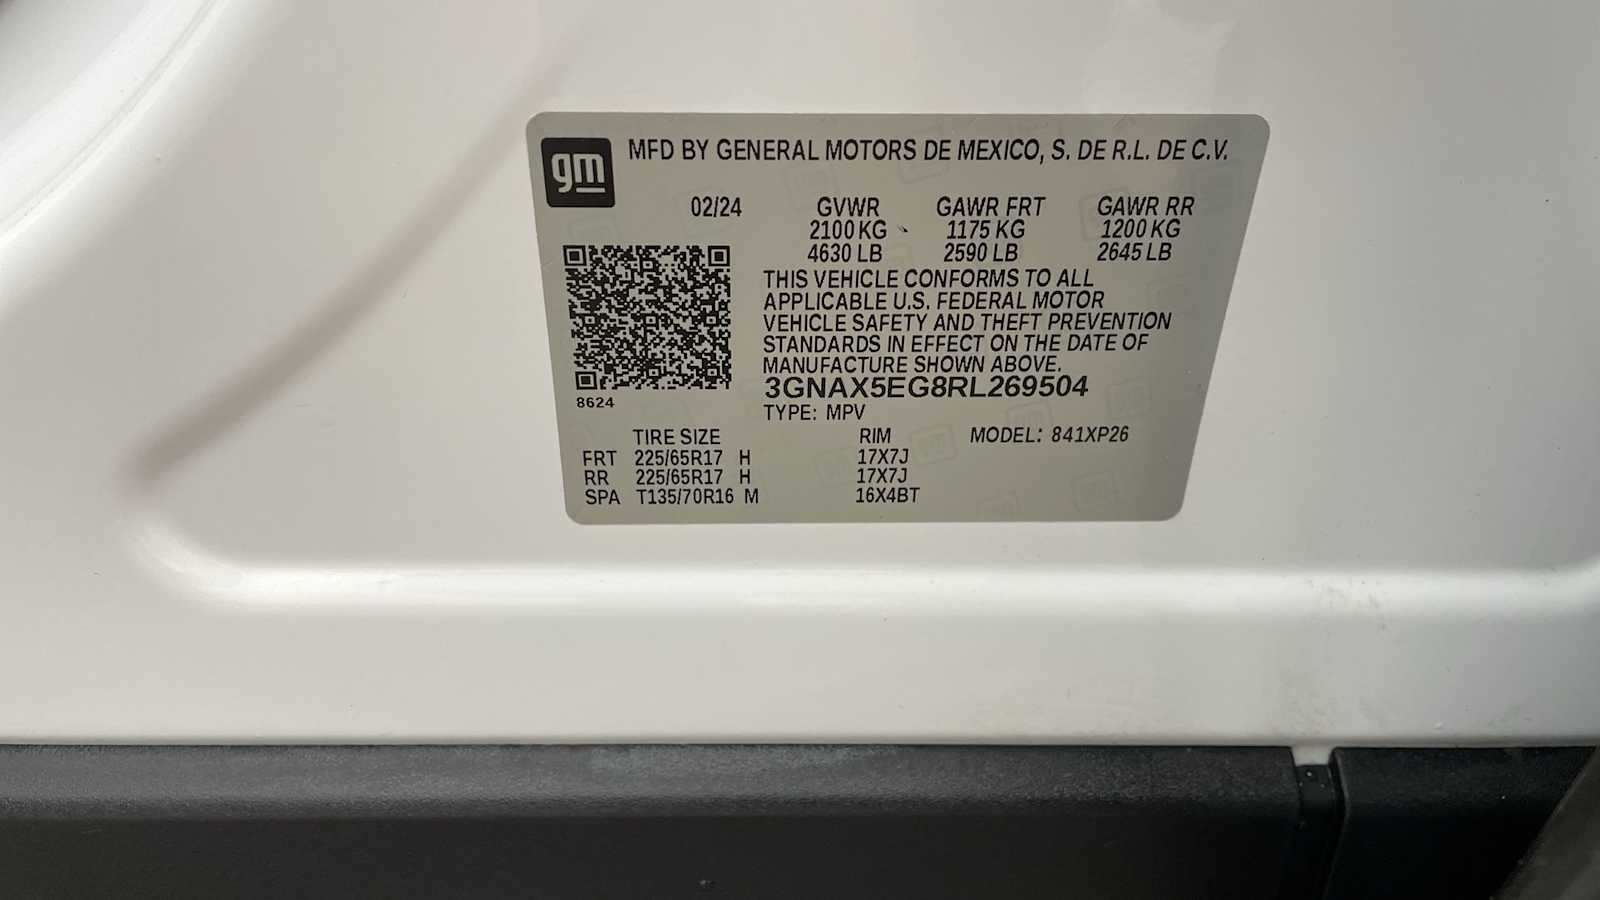 gm
MFD BY GENERAL MOTORS DE MEXICO, S. DE R.L. DE C.V.
02/24 GVWR GAWR FRT GAWR RR
2100 KG 1175 KG 1200 KG
4630 LB 2590 LB 2645 LB
THIS VEHICLE CONFORMS TO ALL
APPLICABLE U.S. FEDERAL MOTOR
VEHICLE SAFETY AND THEFT PREVENTION
STANDARDS IN EFFECT ON THE DATE OF
MANUFACTURE SHOWN ABOVE.
3GNAX5EG8RL269504
8624
TYPE: MPV
TIRE SIZE RIM MODEL: 841XP26
FRT 225/65R17 H 17X7J
RR 225/65R17 H 17X7J
SPA T135/70R16 M 16X4BT